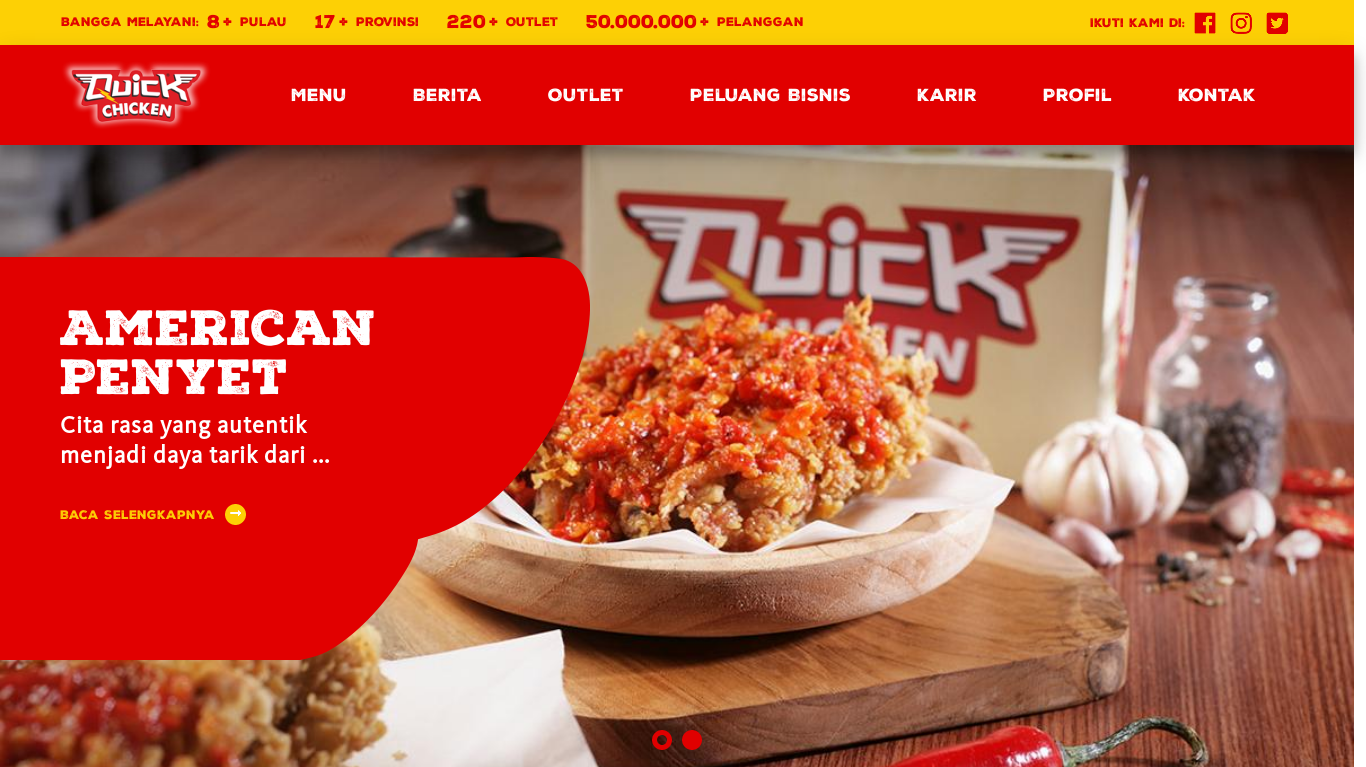 BANGGA MELAYANI: 8+ PULAU 17+ PROVINSI 220+ OUTLET 50.000.000+ PELANGGAN IKUTI KAMI DI:
QUICK
CHICKEN
MENU BERITA OUTLET PELUANG BISNIS KARIR PROFIL KONTAK
QUICK
CHICKEN
AMERICAN
PENYET
Cita rasa yang autentik
menjadi daya tarik dari ...
BACA SELENGKAPNYA